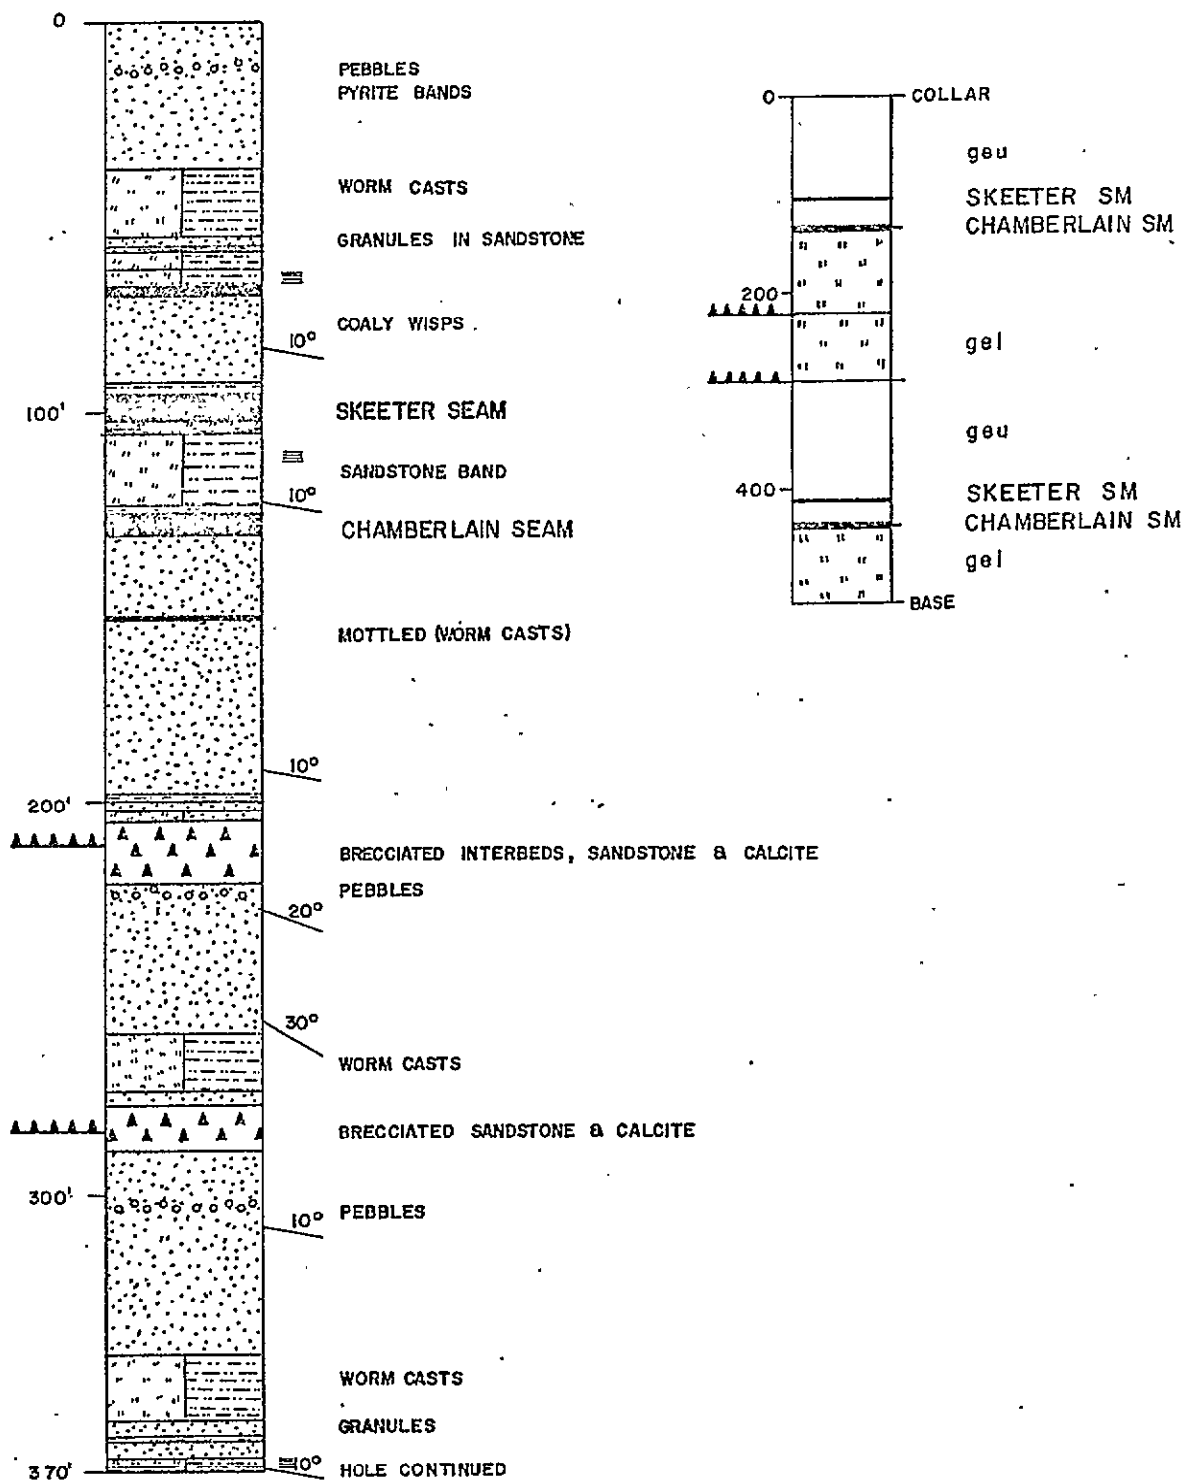 0
PEBBLES
PYRITE BANDS
WORM CASTS
GRANULES IN SANDSTONE
COALY WISPS
10°
100'
SKEETER SEAM
SANDSTONE BAND
10°
CHAMBERLAIN SEAM
MOTTLED (WORM CASTS)
10°
200'
BRECCIATED INTERBEDS, SANDSTONE & CALCITE
PEBBLES
20°
30°
WORM CASTS
BRECCIATED SANDSTONE & CALCITE
300'
10°
PEBBLES
WORM CASTS
GRANULES
10°
370'
HOLE CONTINUED
0
COLLAR
geu
SKEETER SM
CHAMBERLAIN SM
200
gel
geu
400
SKEETER SM
CHAMBERLAIN SM
gel
BASE